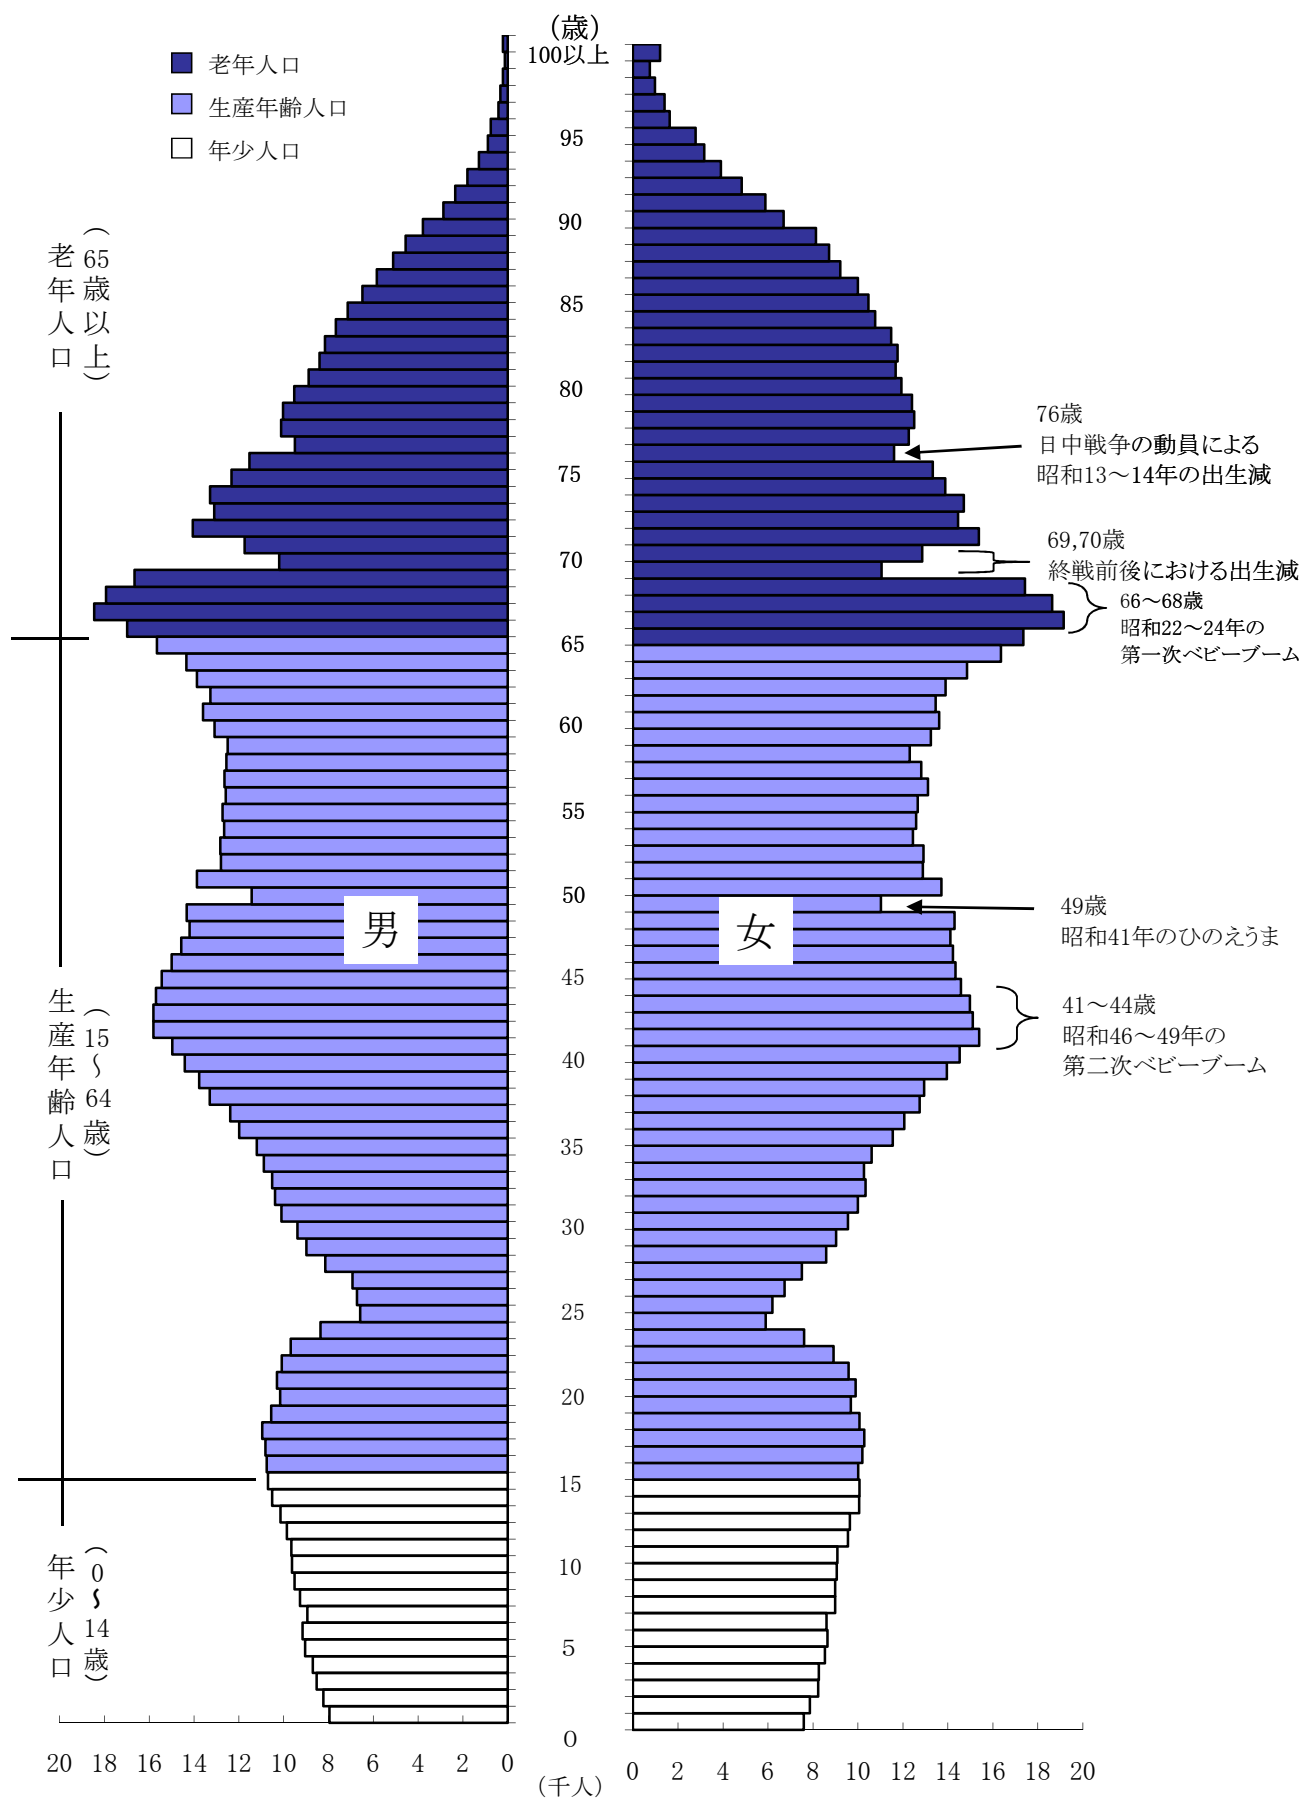 (歳)
100以上
老年人口
生産年齢人口
年少人口
95
90
85
80
75
70
65
60
55
50
45
40
35
30
25
20
15
10
5
0
老年人口
(65歳以上)
生産年齢人口
(15～64歳)
年少人口
(0～14歳)
男
女
76歳
日中戦争の動員による
昭和13～14年の出生減
69,70歳
終戦前後における出生減
66～68歳
昭和22～24年の
第一次ベビーブーム
49歳
昭和41年のひのえうま
41～44歳
昭和46～49年の
第二次ベビーブーム
20 18 16 14 12 10 8 6 4 2 0
(千人)
0 2 4 6 8 10 12 14 16 18 20